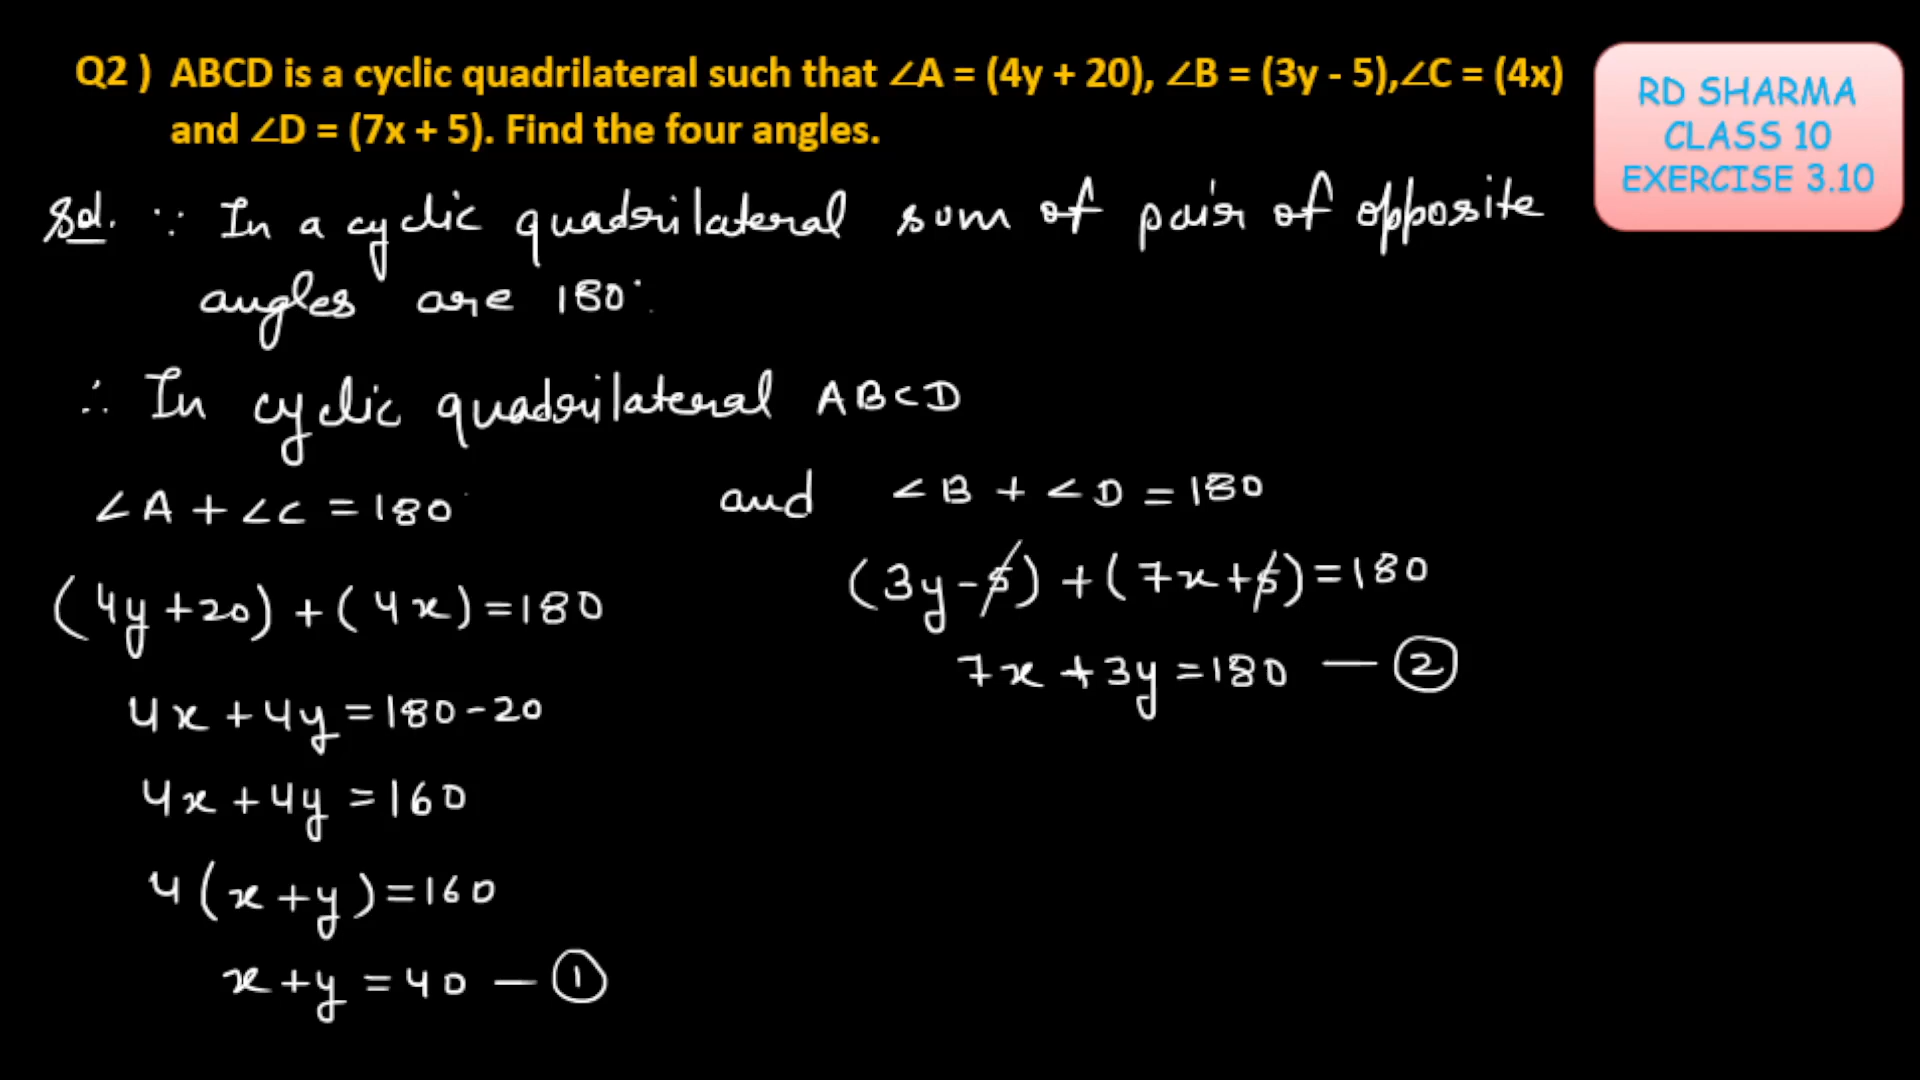 Q2 ) ABCD is a cyclic quadrilateral such that ∠A = (4y + 20), ∠B = (3y - 5),∠C = (4x)
and ∠D = (7x + 5). Find the four angles.
RD SHARMA
CLASS 10
EXERCISE 3.10
Sol. ∵ In a cyclic quadrilateral sum of pair of opposite
angles are 180°.
∴ In cyclic quadrilateral ABCD
∠A + ∠C = 180°
(4y + 20) + (4x) = 180
4x + 4y = 180 - 20
4x + 4y = 160
4(x + y) = 160
x + y = 40 — ①
and ∠B + ∠D = 180
(3y - 5) + (7x + 5) = 180
7x + 3y = 180 — ②